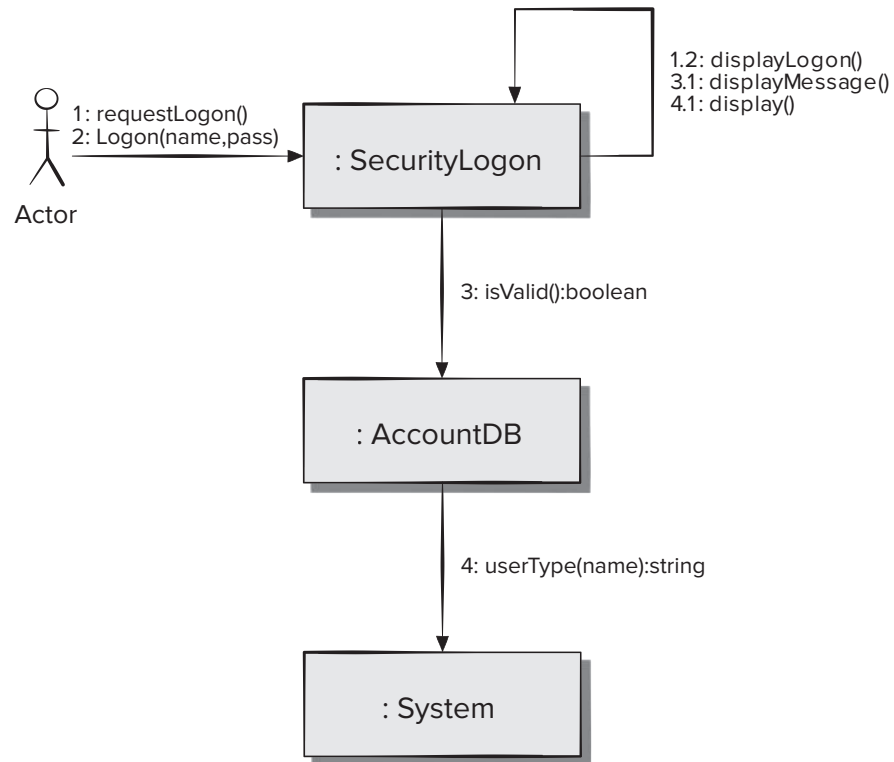 1.2: displayLogon()
3.1: displayMessage()
4.1: display()
1: requestLogon()
2: Logon(name,pass)
: SecurityLogon
Actor
3: isValid():boolean
: AccountDB
4: userType(name):string
: System